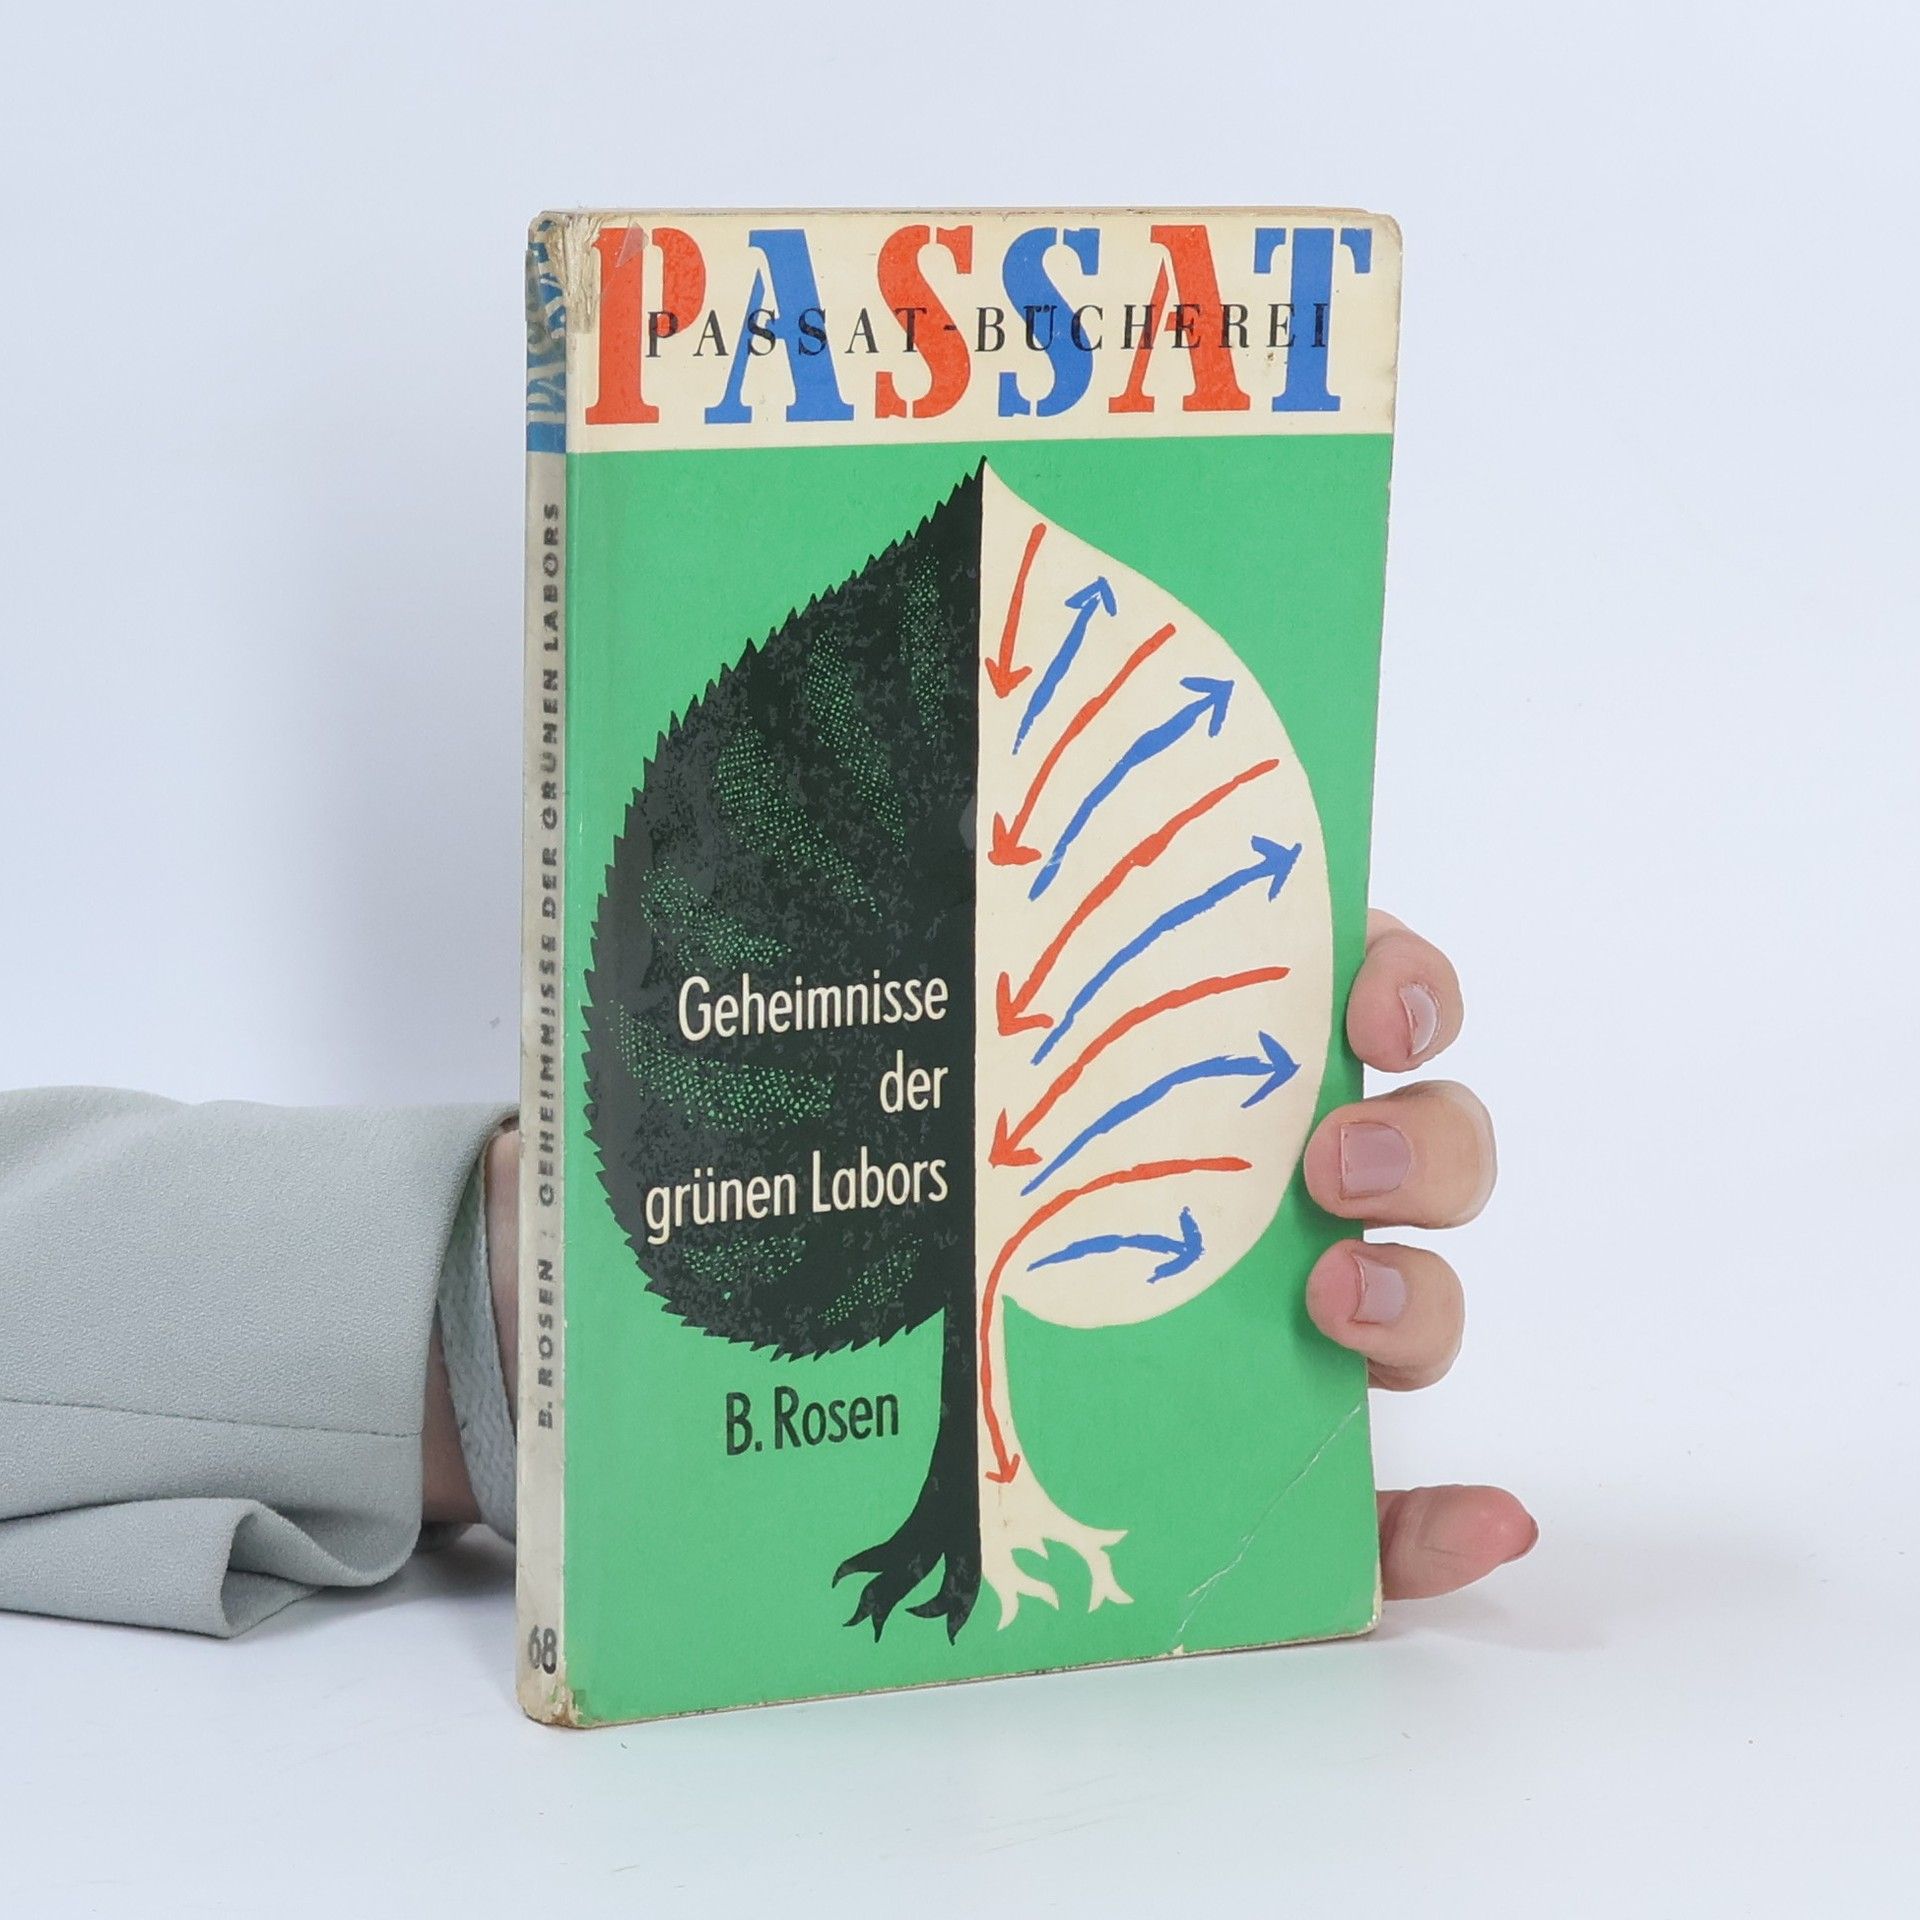 PASSAT
PASSAT-BÜCHEREI
Geheimnisse
der
grünen Labors
B. Rosen
B. ROSEN : GEHEIMNISSE DER GRÜNEN LABORS
68